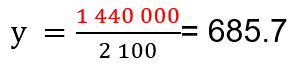 y = 1 440 000 / 2 100 = 685.7